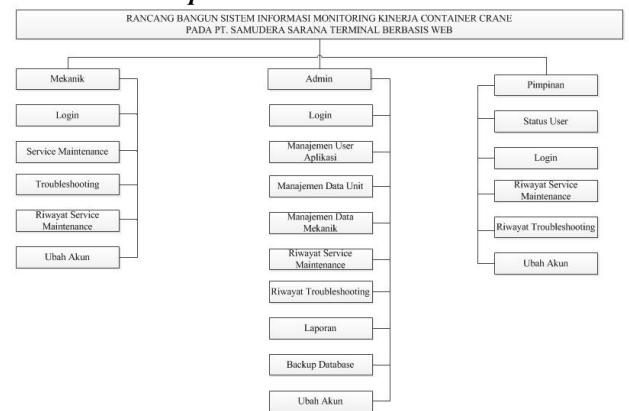 RANCANG BANGUN SISTEM INFORMASI MONITORING KINERJA CONTAINER CRANE
PADA PT. SAMUDERA SARANA TERMINAL BERBASIS WEB
Mekanik
Login
Service Maintenance
Troubleshooting
Riwayat Service
Maintenance
Ubah Akun
Admin
Login
Manajemen User
Aplikasi
Manajemen Data Unit
Manajemen Data
Mekanik
Riwayat Service
Maintenance
Riwayat Troubleshooting
Laporan
Backup Database
Ubah Akun
Pimpinan
Status User
Login
Riwayat Service
Maintenance
Riwayat Troubleshooting
Ubah Akun